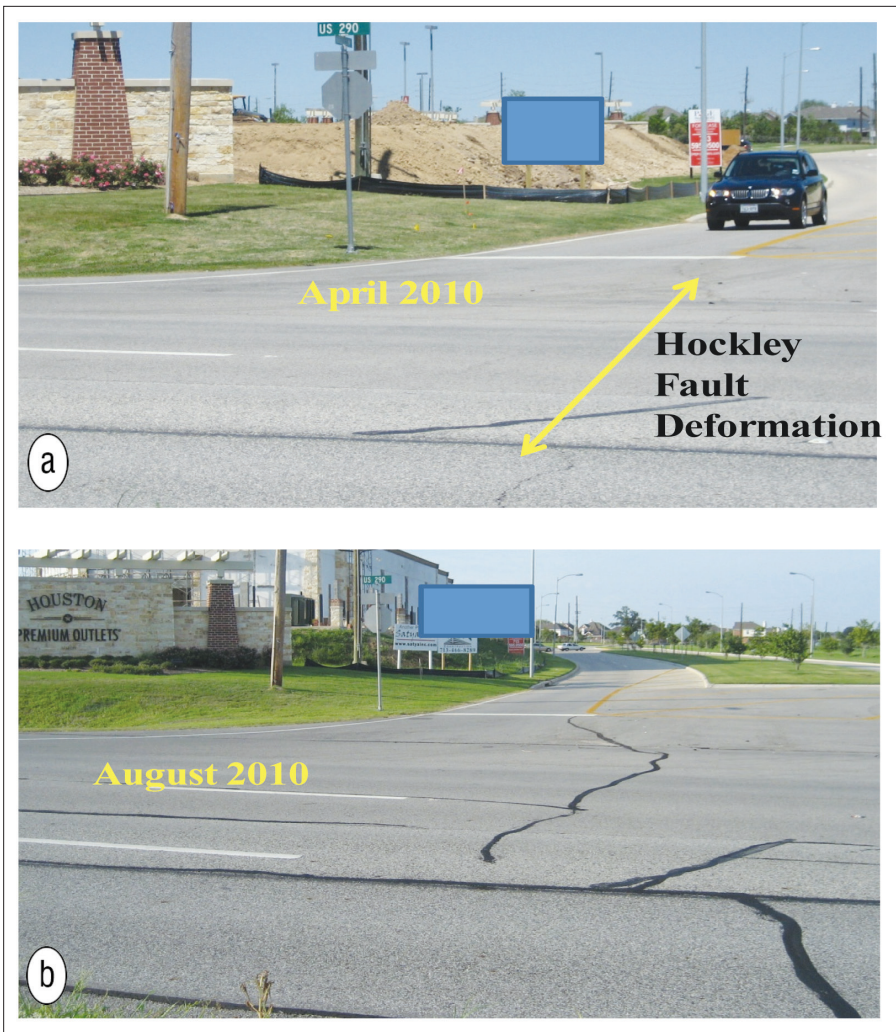 US 290
April 2010
Hockley
Fault
Deformation
a
US 290
HOUSTON
PREMIUM OUTLETS
August 2010
b